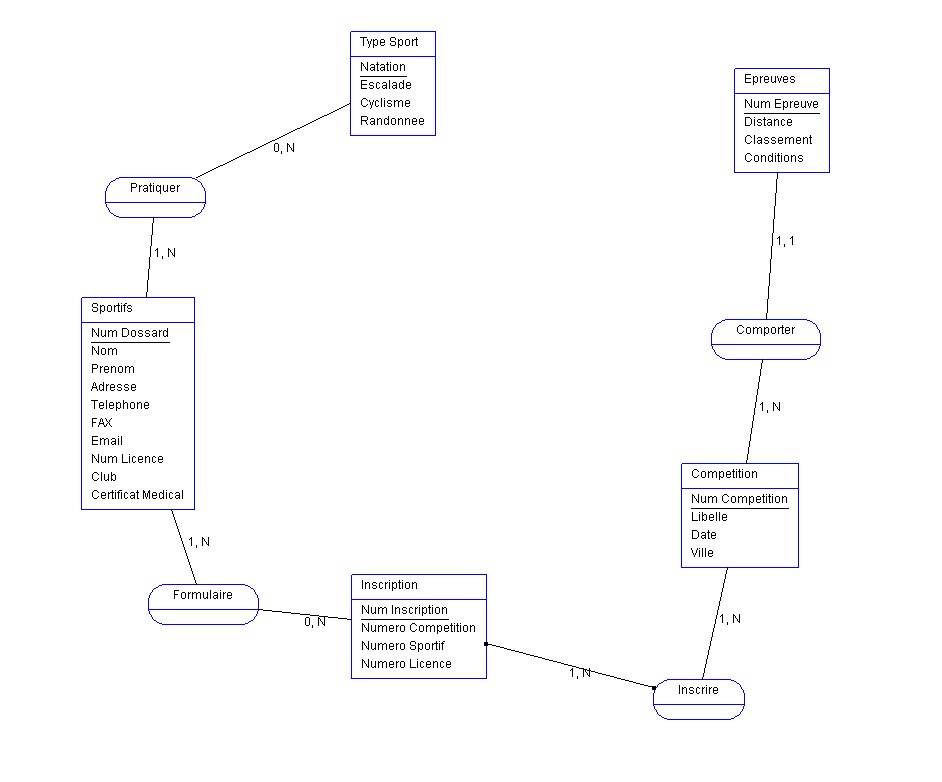 Type Sport
Natation
Escalade
Cyclisme
Randonnee
0, N
Pratiquer
1, N
Sportifs
Num Dossard
Nom
Prenom
Adresse
Telephone
FAX
Email
Num Licence
Club
Certificat Medical
1, N
Formulaire
0, N
Inscription
Num Inscription
Numero Competition
Numero Sportif
Numero Licence
1, N
Inscrire
1, N
Competition
Num Competition
Libelle
Date
Ville
1, N
Comporter
1, 1
Epreuves
Num Epreuve
Distance
Classement
Conditions